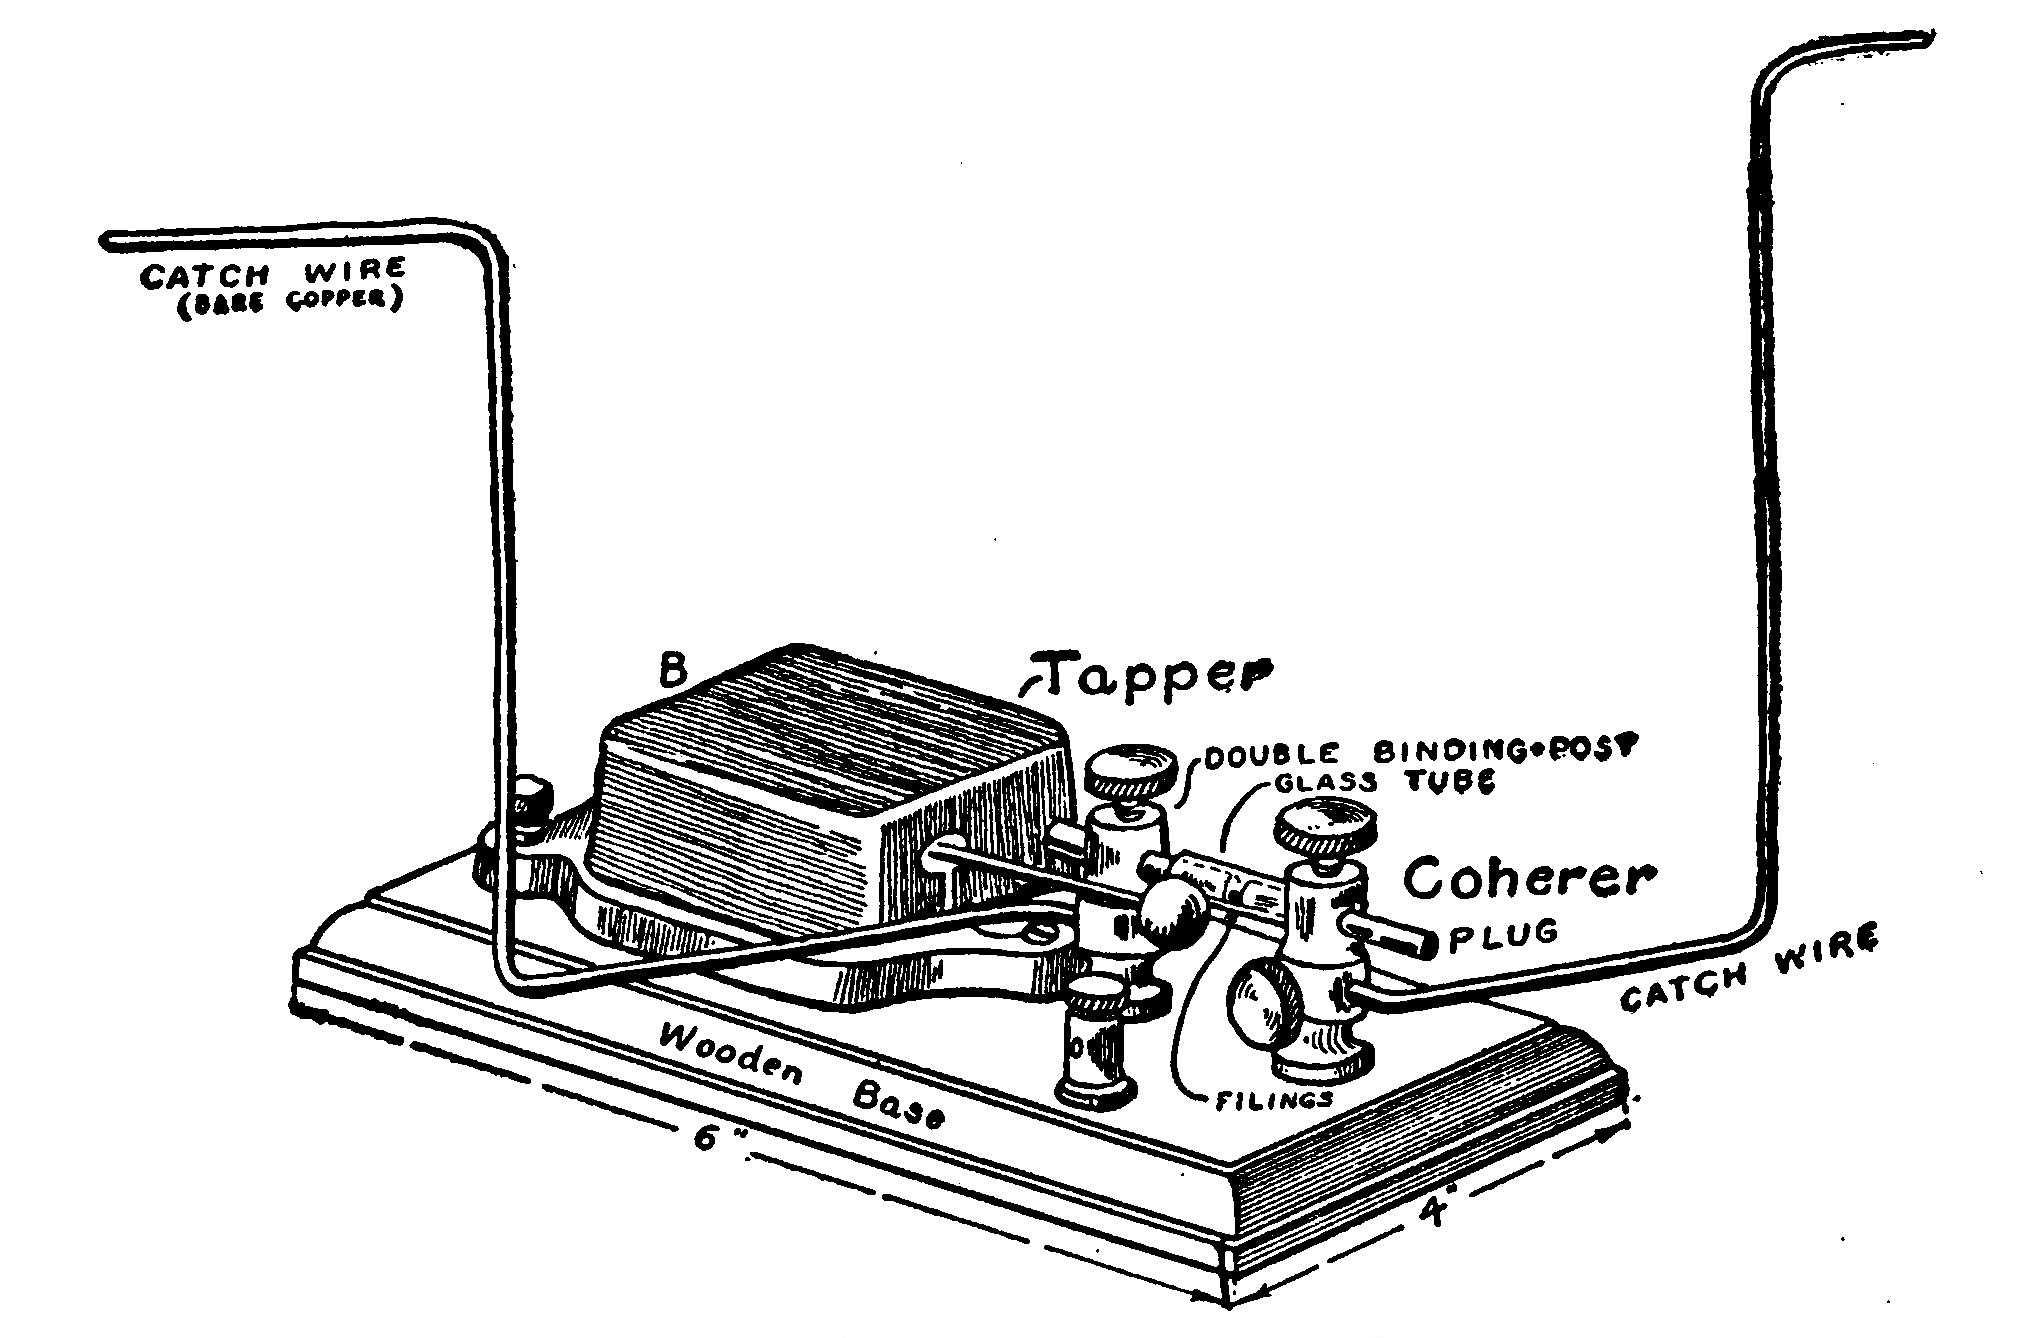 CATCH WIRE
(BARE COPPER)
B
Tapper
DOUBLE BINDING-POST
GLASS TUBE
Coherer
PLUG
CATCH WIRE
Wooden Base
FILINGS
6"
4"